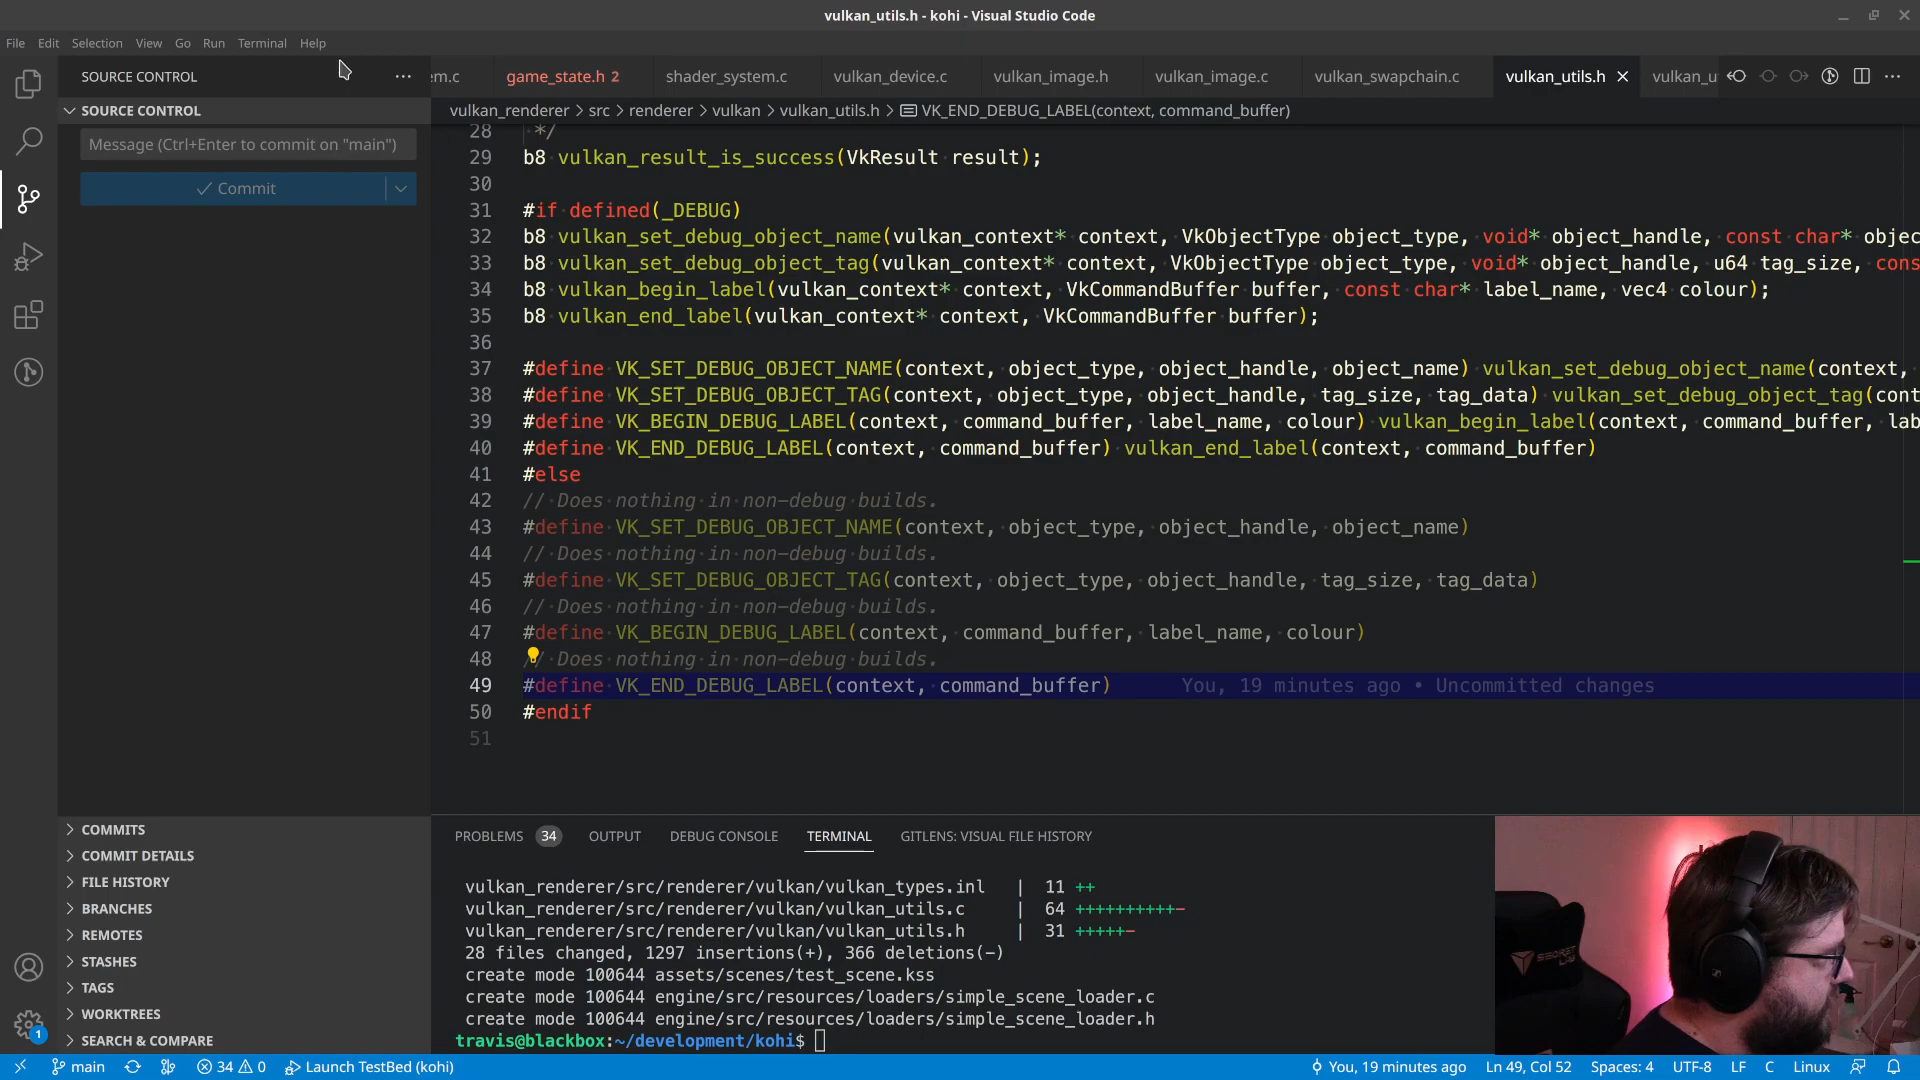 vulkan_utils.h - kohi - Visual Studio Code
File Edit Selection View Go Run Terminal Help
SOURCE CONTROL
em.c game_state.h 2 shader_system.c vulkan_device.c vulkan_image.h vulkan_image.c vulkan_swapchain.c vulkan_utils.h vulkan_u
SOURCE CONTROL
vulkan_renderer > src > renderer > vulkan > vulkan_utils.h > VK_END_DEBUG_LABEL(context, command_buffer)
Message (Ctrl+Enter to commit on "main")
Commit
28 */
29 b8 vulkan_result_is_success(VkResult result);
30
31 #if defined(_DEBUG)
32 b8 vulkan_set_debug_object_name(vulkan_context* context, VkObjectType object_type, void* object_handle, const char* objec
33 b8 vulkan_set_debug_object_tag(vulkan_context* context, VkObjectType object_type, void* object_handle, u64 tag_size, cons
34 b8 vulkan_begin_label(vulkan_context* context, VkCommandBuffer buffer, const char* label_name, vec4 colour);
35 b8 vulkan_end_label(vulkan_context* context, VkCommandBuffer buffer);
36
37 #define VK_SET_DEBUG_OBJECT_NAME(context, object_type, object_handle, object_name) vulkan_set_debug_object_name(context,
38 #define VK_SET_DEBUG_OBJECT_TAG(context, object_type, object_handle, tag_size, tag_data) vulkan_set_debug_object_tag(cont
39 #define VK_BEGIN_DEBUG_LABEL(context, command_buffer, label_name, colour) vulkan_begin_label(context, command_buffer, lab
40 #define VK_END_DEBUG_LABEL(context, command_buffer) vulkan_end_label(context, command_buffer)
41 #else
42 // Does nothing in non-debug builds.
43 #define VK_SET_DEBUG_OBJECT_NAME(context, object_type, object_handle, object_name)
44 // Does nothing in non-debug builds.
45 #define VK_SET_DEBUG_OBJECT_TAG(context, object_type, object_handle, tag_size, tag_data)
46 // Does nothing in non-debug builds.
47 #define VK_BEGIN_DEBUG_LABEL(context, command_buffer, label_name, colour)
48 // Does nothing in non-debug builds.
49 #define VK_END_DEBUG_LABEL(context, command_buffer) You, 19 minutes ago • Uncommitted changes
50 #endif
51
COMMITS
COMMIT DETAILS
FILE HISTORY
BRANCHES
REMOTES
STASHES
TAGS
WORKTREES
SEARCH & COMPARE
PROBLEMS 34 OUTPUT DEBUG CONSOLE TERMINAL GITLENS: VISUAL FILE HISTORY
vulkan_renderer/src/renderer/vulkan/vulkan_types.inl | 11 ++
vulkan_renderer/src/renderer/vulkan/vulkan_utils.c | 64 ++++++++++-
vulkan_renderer/src/renderer/vulkan/vulkan_utils.h | 31 +++++-
28 files changed, 1297 insertions(+), 366 deletions(-)
create mode 100644 assets/scenes/test_scene.kss
create mode 100644 engine/src/resources/loaders/simple_scene_loader.c
create mode 100644 engine/src/resources/loaders/simple_scene_loader.h
travis@blackbox:~/development/kohi$
1
SECRET LAB
main 34 0 Launch TestBed (kohi) You, 19 minutes ago Ln 49, Col 52 Spaces: 4 UTF-8 LF C Linux